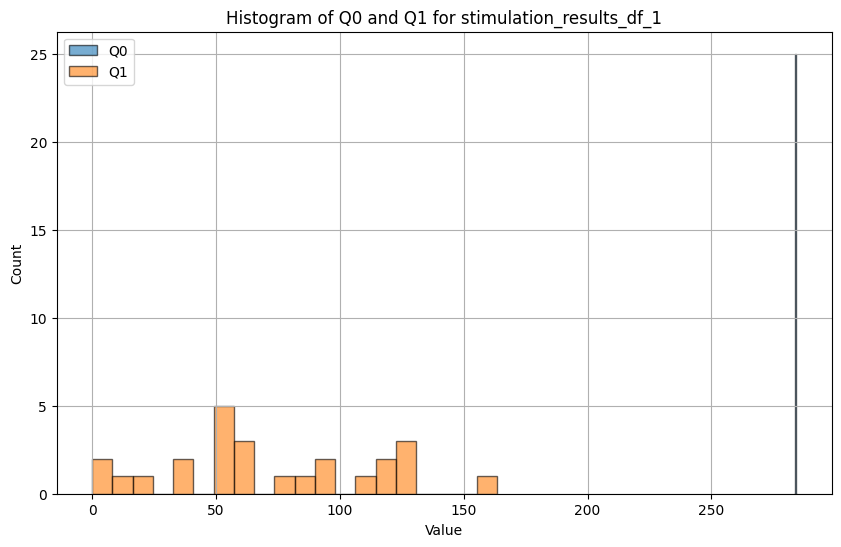 Histogram of Q0 and Q1 for stimulation_results_df_1
Q0
Q1
25
20
15
10
5
0
Count
0 50 100 150 200 250
Value